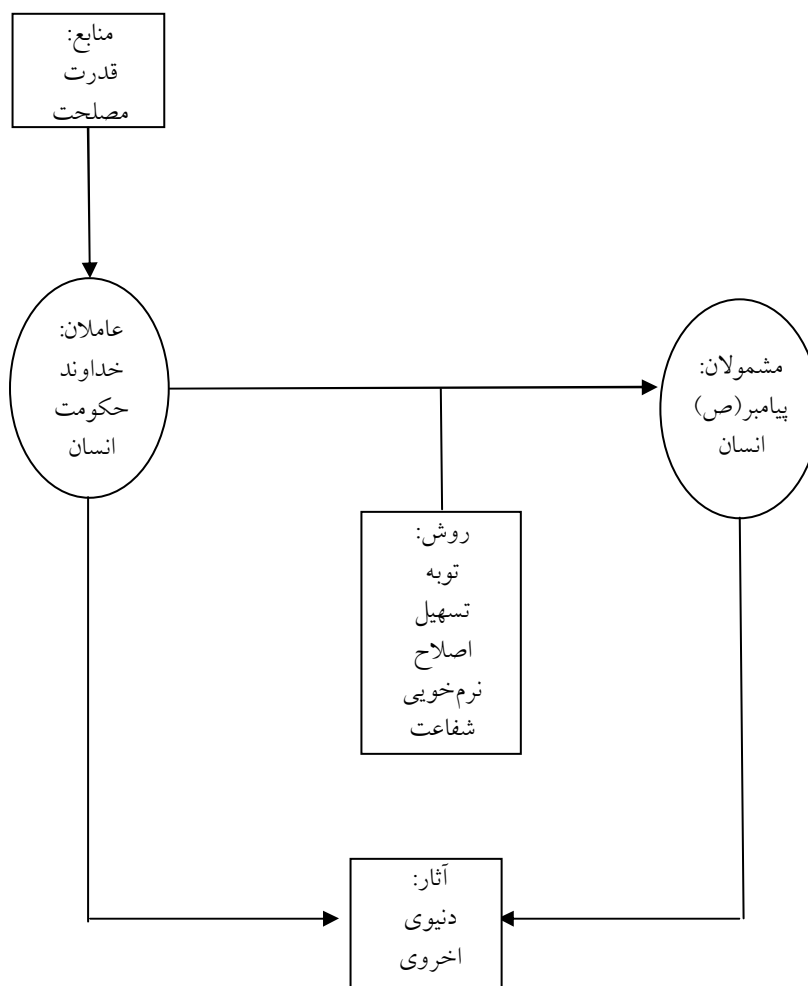 منابع:
قدرت
مصلحت
عاملان:
خداوند
حکومت
انسان
مشمولان:
پیامبر(ص)
انسان
روش:
توبه
تسهیل
اصلاح
نرم‌خویی
شفاعت
آثار:
دنیوی
اخروی